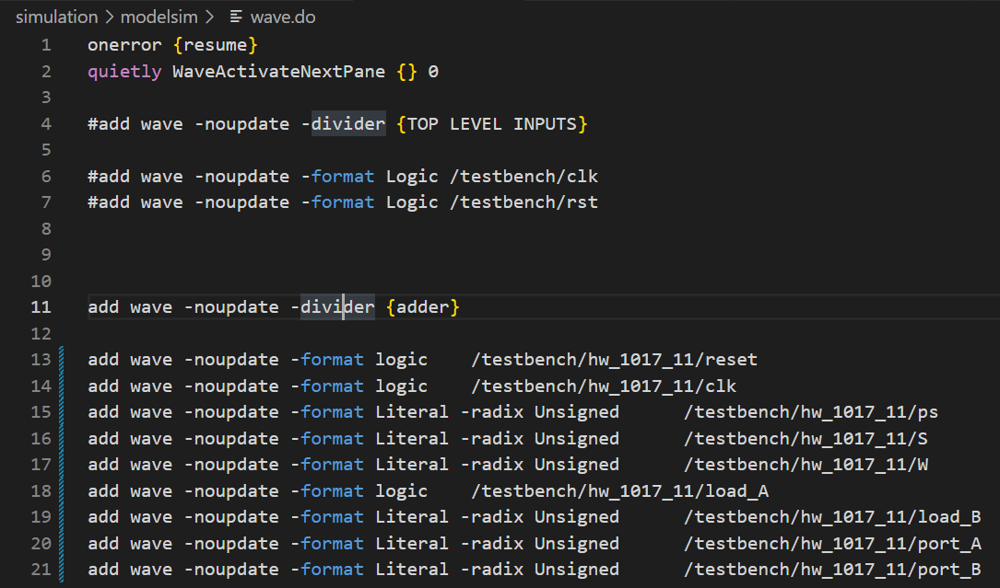 simulation > modelsim > wave.do
1 onerror {resume}
2 quietly WaveActivateNextPane {} 0
3
4 #add wave -noupdate -divider {TOP LEVEL INPUTS}
5
6 #add wave -noupdate -format Logic /testbench/clk
7 #add wave -noupdate -format Logic /testbench/rst
8
9
10
11 add wave -noupdate -divider {adder}
12
13 add wave -noupdate -format logic    /testbench/hw_1017_11/reset
14 add wave -noupdate -format logic    /testbench/hw_1017_11/clk
15 add wave -noupdate -format Literal -radix Unsigned      /testbench/hw_1017_11/ps
16 add wave -noupdate -format Literal -radix Unsigned      /testbench/hw_1017_11/S
17 add wave -noupdate -format Literal -radix Unsigned      /testbench/hw_1017_11/W
18 add wave -noupdate -format logic    /testbench/hw_1017_11/load_A
19 add wave -noupdate -format Literal -radix Unsigned      /testbench/hw_1017_11/load_B
20 add wave -noupdate -format Literal -radix Unsigned      /testbench/hw_1017_11/port_A
21 add wave -noupdate -format Literal -radix Unsigned      /testbench/hw_1017_11/port_B